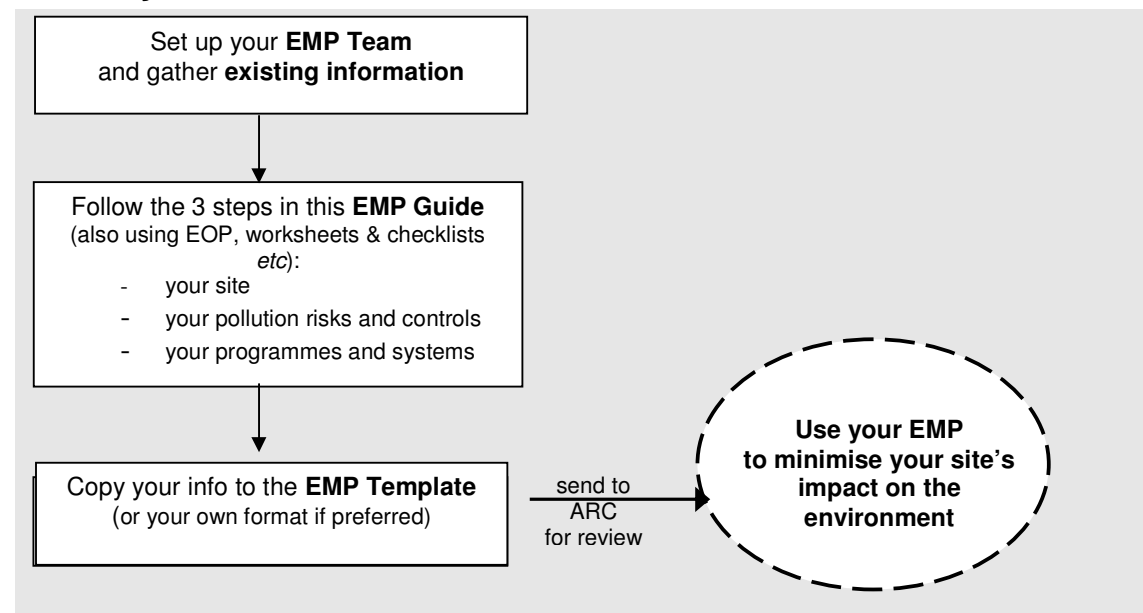 Set up your EMP Team
and gather existing information
Follow the 3 steps in this EMP Guide
(also using EOP, worksheets & checklists
etc):
- your site
- your pollution risks and controls
- your programmes and systems
Copy your info to the EMP Template
(or your own format if preferred)
send to
ARC
for review
Use your EMP
to minimise your site's
impact on the
environment